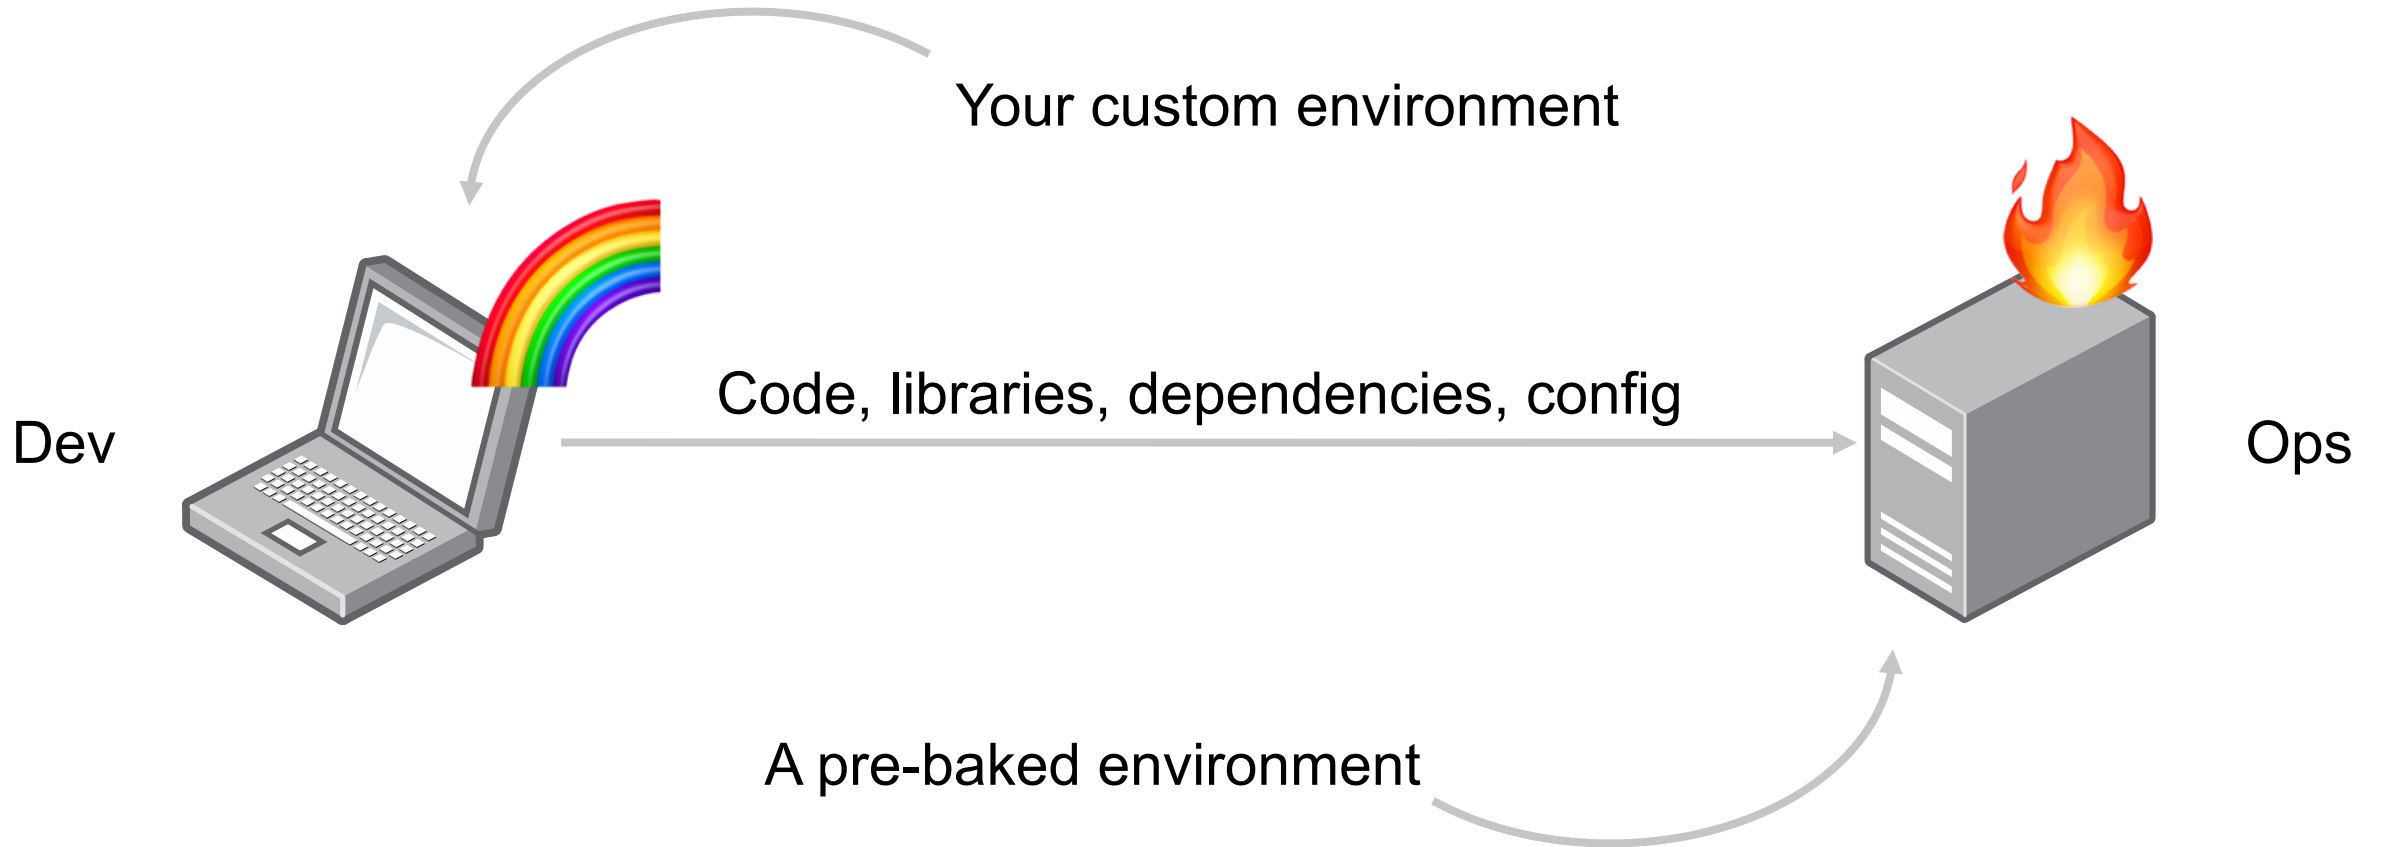 Your custom environment
Code, libraries, dependencies, config
Dev
Ops
A pre-baked environment